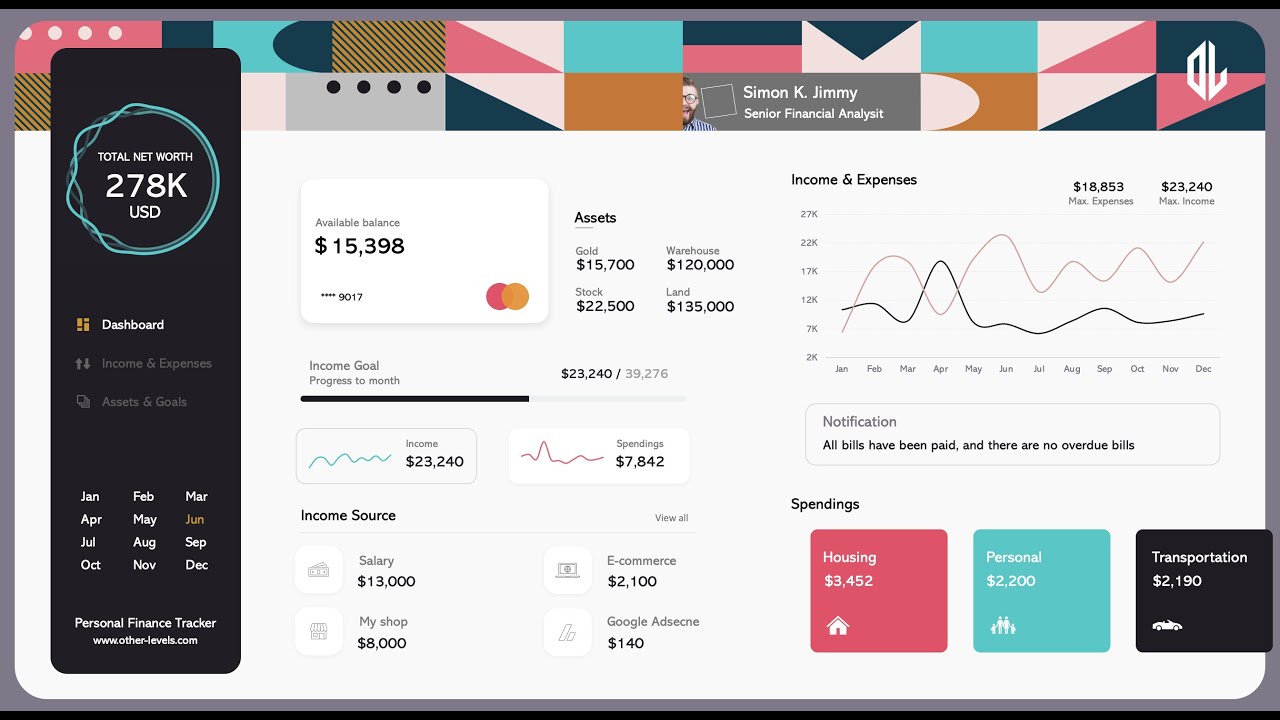 Simon K. Jimmy
Senior Financial Analysit
TOTAL NET WORTH
278K
USD
Dashboard
Income & Expenses
Assets & Goals
Jan Feb Mar
Apr May Jun
Jul Aug Sep
Oct Nov Dec
Personal Finance Tracker
www.other-levels.com
Available balance
$ 15,398
**** 9017
Assets
Gold Warehouse
$15,700 $120,000
Stock Land
$22,500 $135,000
Income Goal
Progress to month
$23,240 / 39,276
Income
$23,240
Spendings
$7,842
Income Source
View all
Salary
$13,000
E-commerce
$2,100
My shop
$8,000
Google Adsecne
$140
Income & Expenses
$18,853 $23,240
Max. Expenses Max. Income
27K
22K
17K
12K
7K
2K
Jan Feb Mar Apr May Jun Jul Aug Sep Oct Nov Dec
Notification
All bills have been paid, and there are no overdue bills
Spendings
Housing
$3,452
Personal
$2,200
Transportation
$2,190